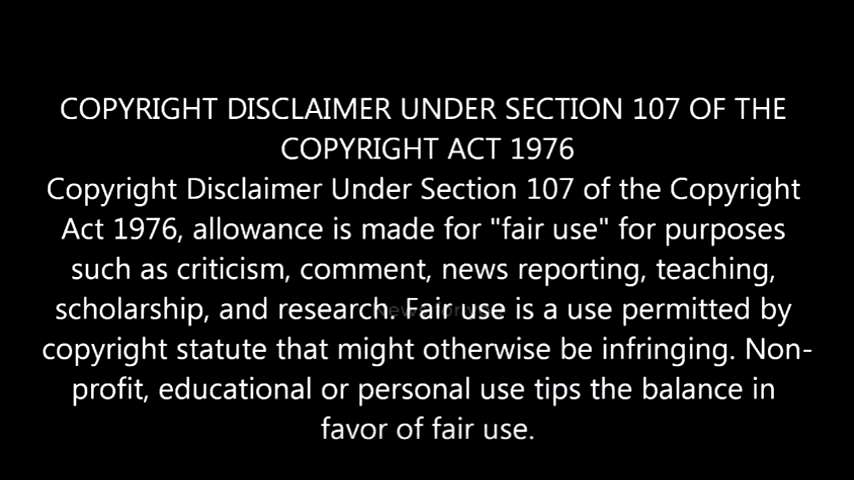 COPYRIGHT DISCLAIMER UNDER SECTION 107 OF THE
COPYRIGHT ACT 1976
Copyright Disclaimer Under Section 107 of the Copyright
Act 1976, allowance is made for "fair use" for purposes
such as criticism, comment, news reporting, teaching,
scholarship, and research. Fair use is a use permitted by
copyright statute that might otherwise be infringing. Non-
profit, educational or personal use tips the balance in
favor of fair use.